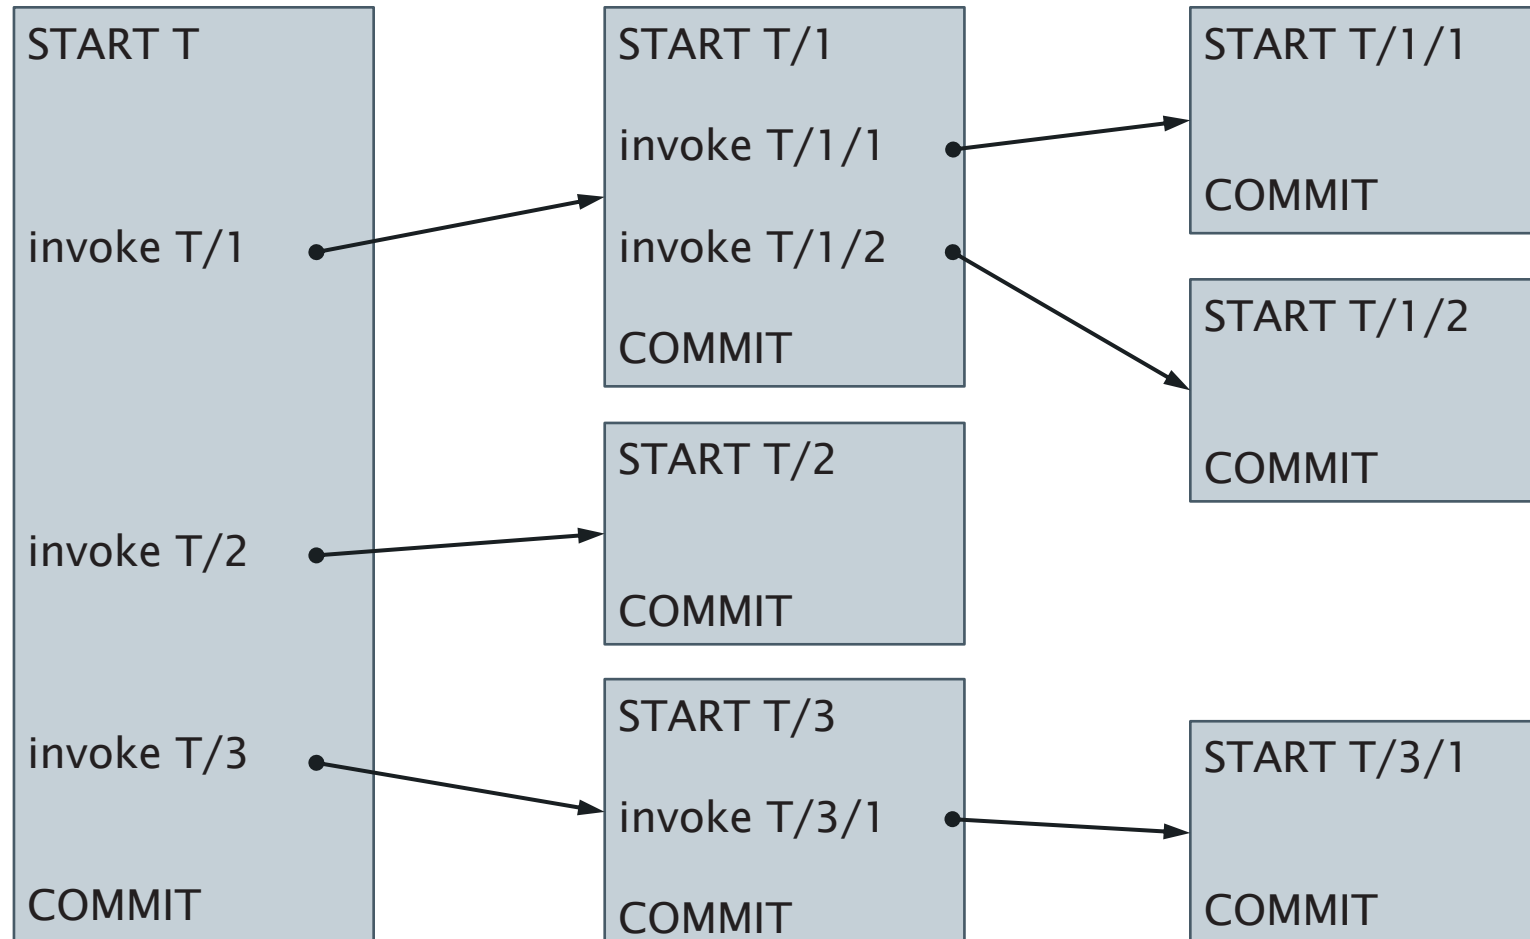 START T
invoke T/1
invoke T/2
invoke T/3
COMMIT
START T/1
invoke T/1/1
invoke T/1/2
COMMIT
START T/2
COMMIT
START T/3
invoke T/3/1
COMMIT
START T/1/1
COMMIT
START T/1/2
COMMIT
START T/3/1
COMMIT